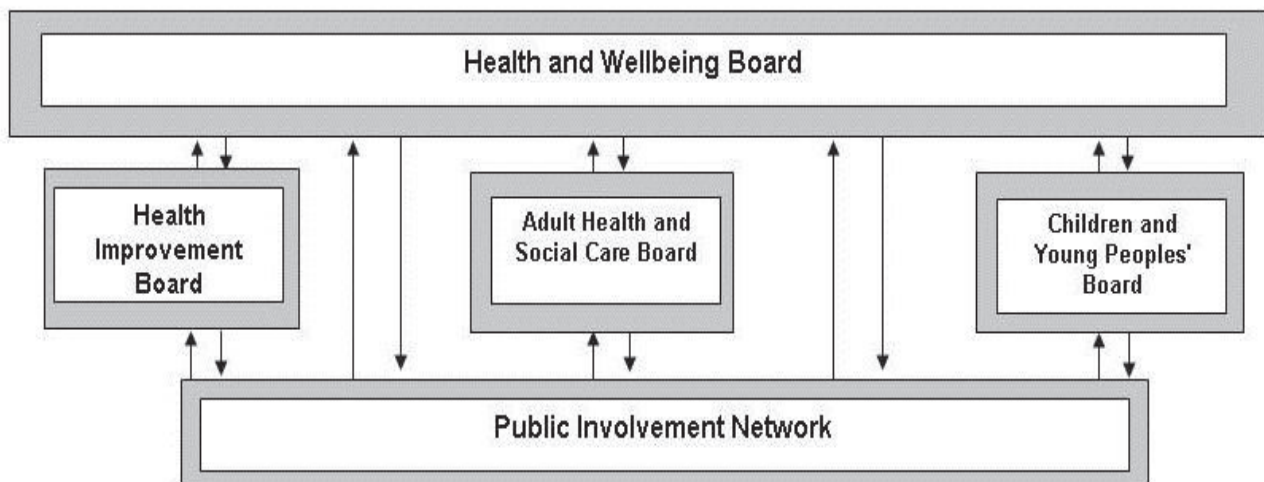 Health and Wellbeing Board
Health
Improvement
Board
Adult Health and
Social Care Board
Children and
Young Peoples'
Board
Public Involvement Network